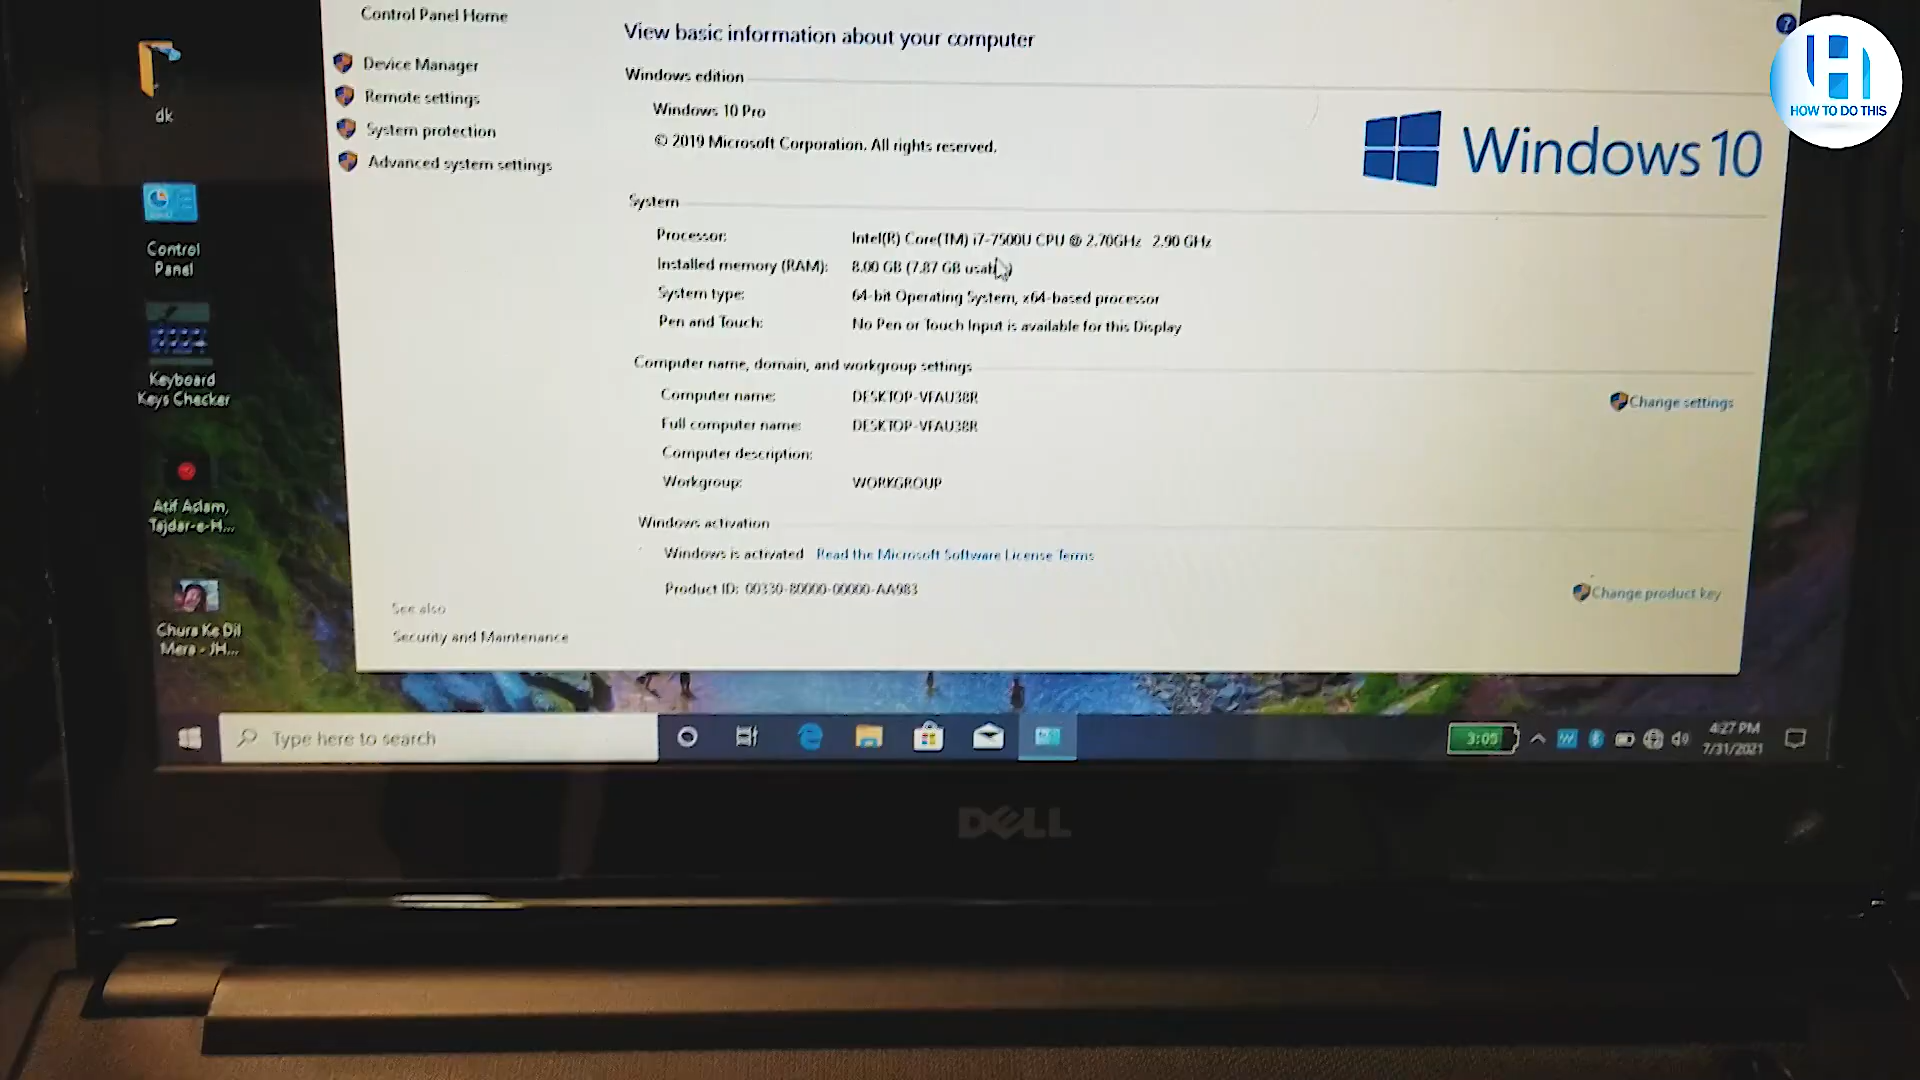 Control Panel Home
Device Manager
Remote settings
System protection
Advanced system settings
See also
Security and Maintenance
View basic information about your computer
Windows edition
Windows 10 Pro
© 2019 Microsoft Corporation. All rights reserved.
Windows 10
System
Processor: Intel(R) Core(TM) i7-7500U CPU @ 2.70GHz 2.90 GHz
Installed memory (RAM): 8.00 GB (7.87 GB usable)
System type: 64-bit Operating System, x64-based processor
Pen and Touch: No Pen or Touch Input is available for this Display
Computer name, domain, and workgroup settings
Computer name: DESKTOP-VFAU38R
Change settings
Full computer name: DESKTOP-VFAU38R
Computer description:
Workgroup: WORKGROUP
Windows activation
Windows is activated Read the Microsoft Software License Terms
Product ID: 00330-80000-00000-AA983
Change product key
dk
Control
Panel
Keyboard
Keys Checker
Atif Aslam,
Tajdar-e-H...
Chura Ke Dil
Mera - JH...
Type here to search
3:05
4:27 PM
7/31/2021
DELL
HOW TO DO THIS